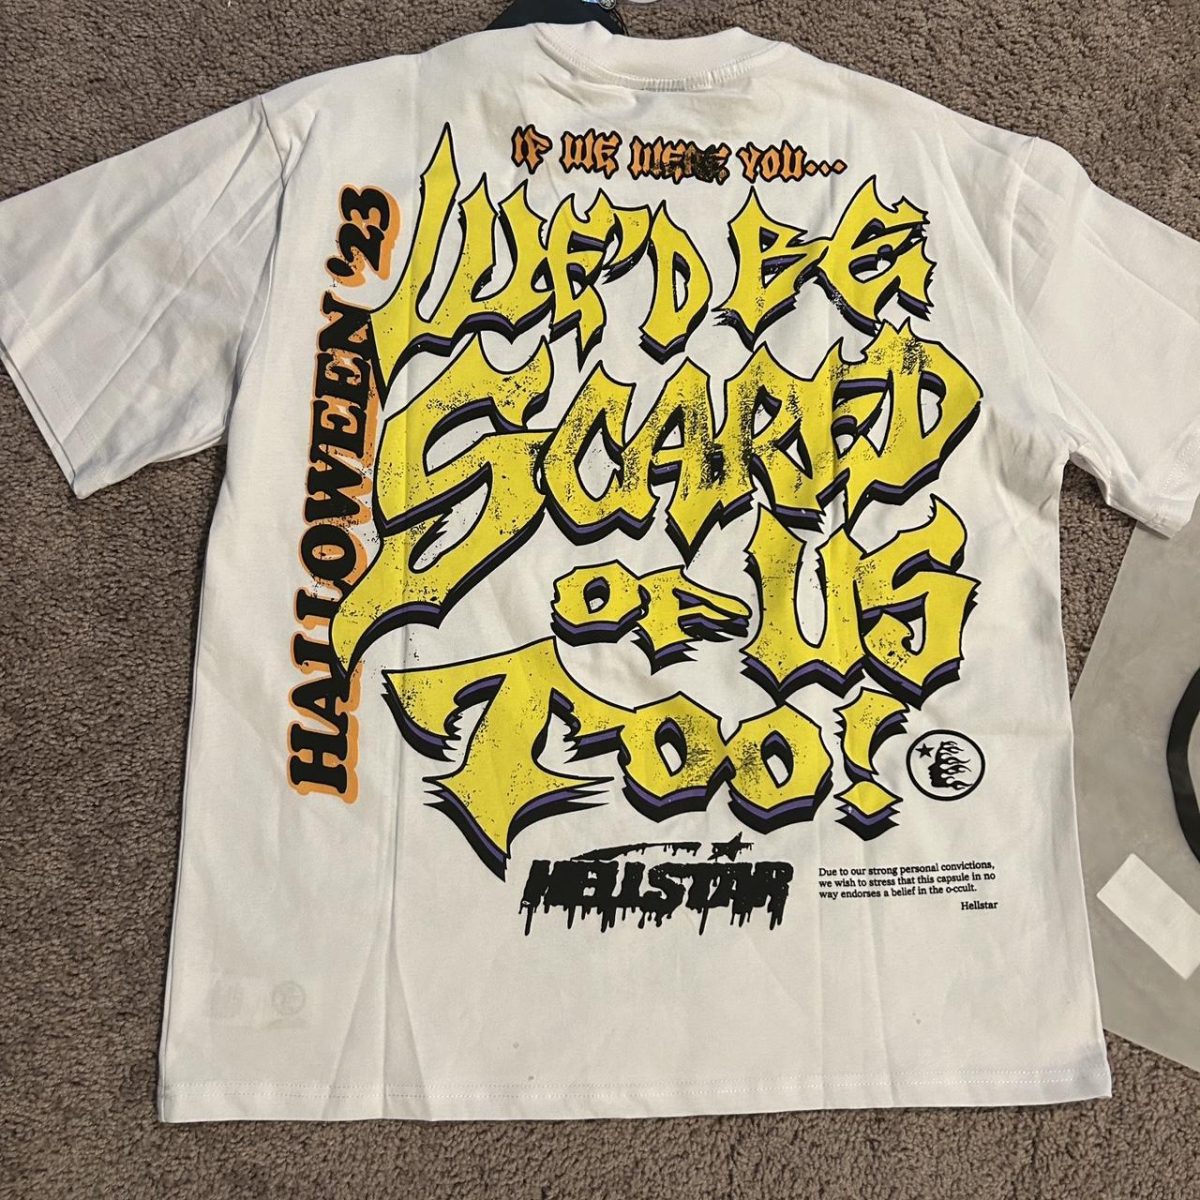 IF WE WERE YOU...
WE'D BE
SCARED
OF US
TOO!
HALLOWEEN '23
HELLSTAR
Due to our strong personal convictions,
we wish to stress that this capsule in no
way endorses a belief in the o-ccult.
Hellstar